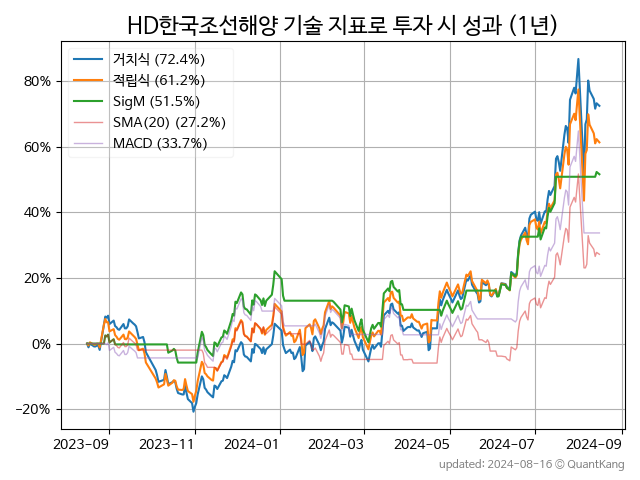 HD한국조선해양 기술 지표로 투자 시 성과 (1년)
거치식 (72.4%)
적립식 (61.2%)
SigM (51.5%)
SMA(20) (27.2%)
MACD (33.7%)
80%
60%
40%
20%
0%
−20%
2023-09
2023-11
2024-01
2024-03
2024-05
2024-07
2024-09
updated: 2024-08-16 © QuantKang